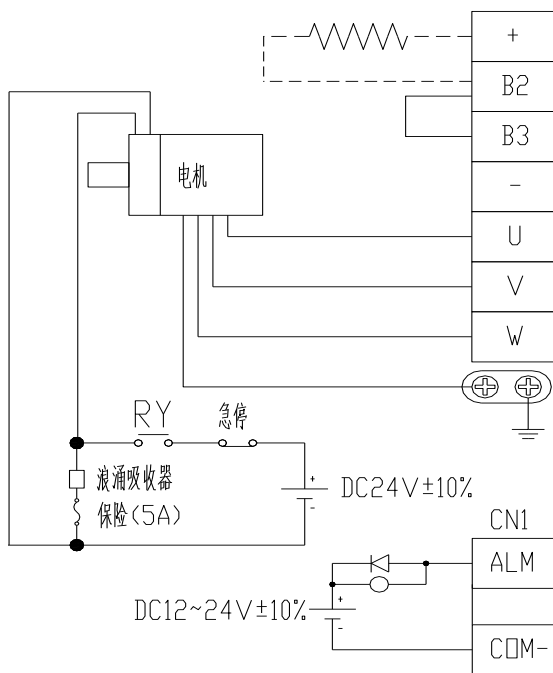 +
B2
B3
-
电机
U
V
W
RY
急停
浪涌吸收器
保险(5A)
+
-
DC24V±10%
CN1
ALM
DC12~24V±10%
+
-
COM-